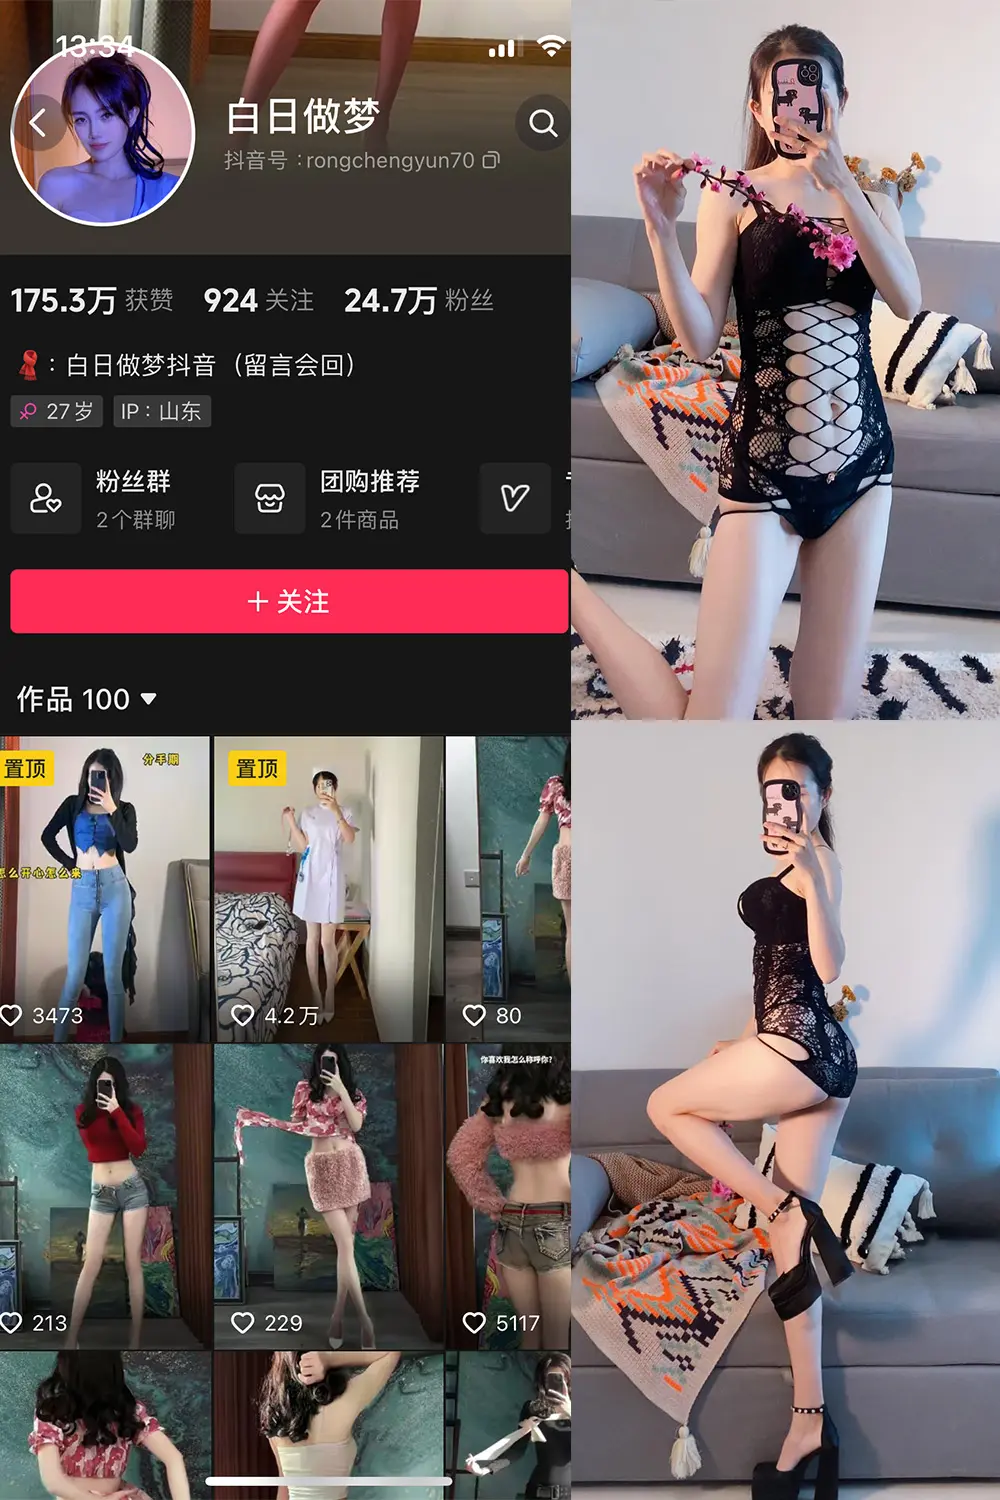 13:34
白日做梦
抖音号：rongchengyun70
175.3万 获赞 924 关注 24.7万 粉丝
：白日做梦抖音（留言会回）
27岁 IP：山东
粉丝群
2个群聊
团购推荐
2件商品
＋ 关注
作品 100
置顶
分手期
怎么开心怎么来
3473
置顶
4.2万
80
213
229
你喜欢我怎么称呼你?
5117